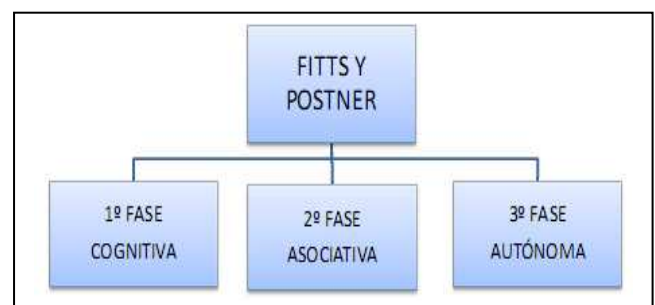 FITTS Y
POSTNER
1º FASE
COGNITIVA
2º FASE
ASOCIATIVA
3º FASE
AUTÓNOMA